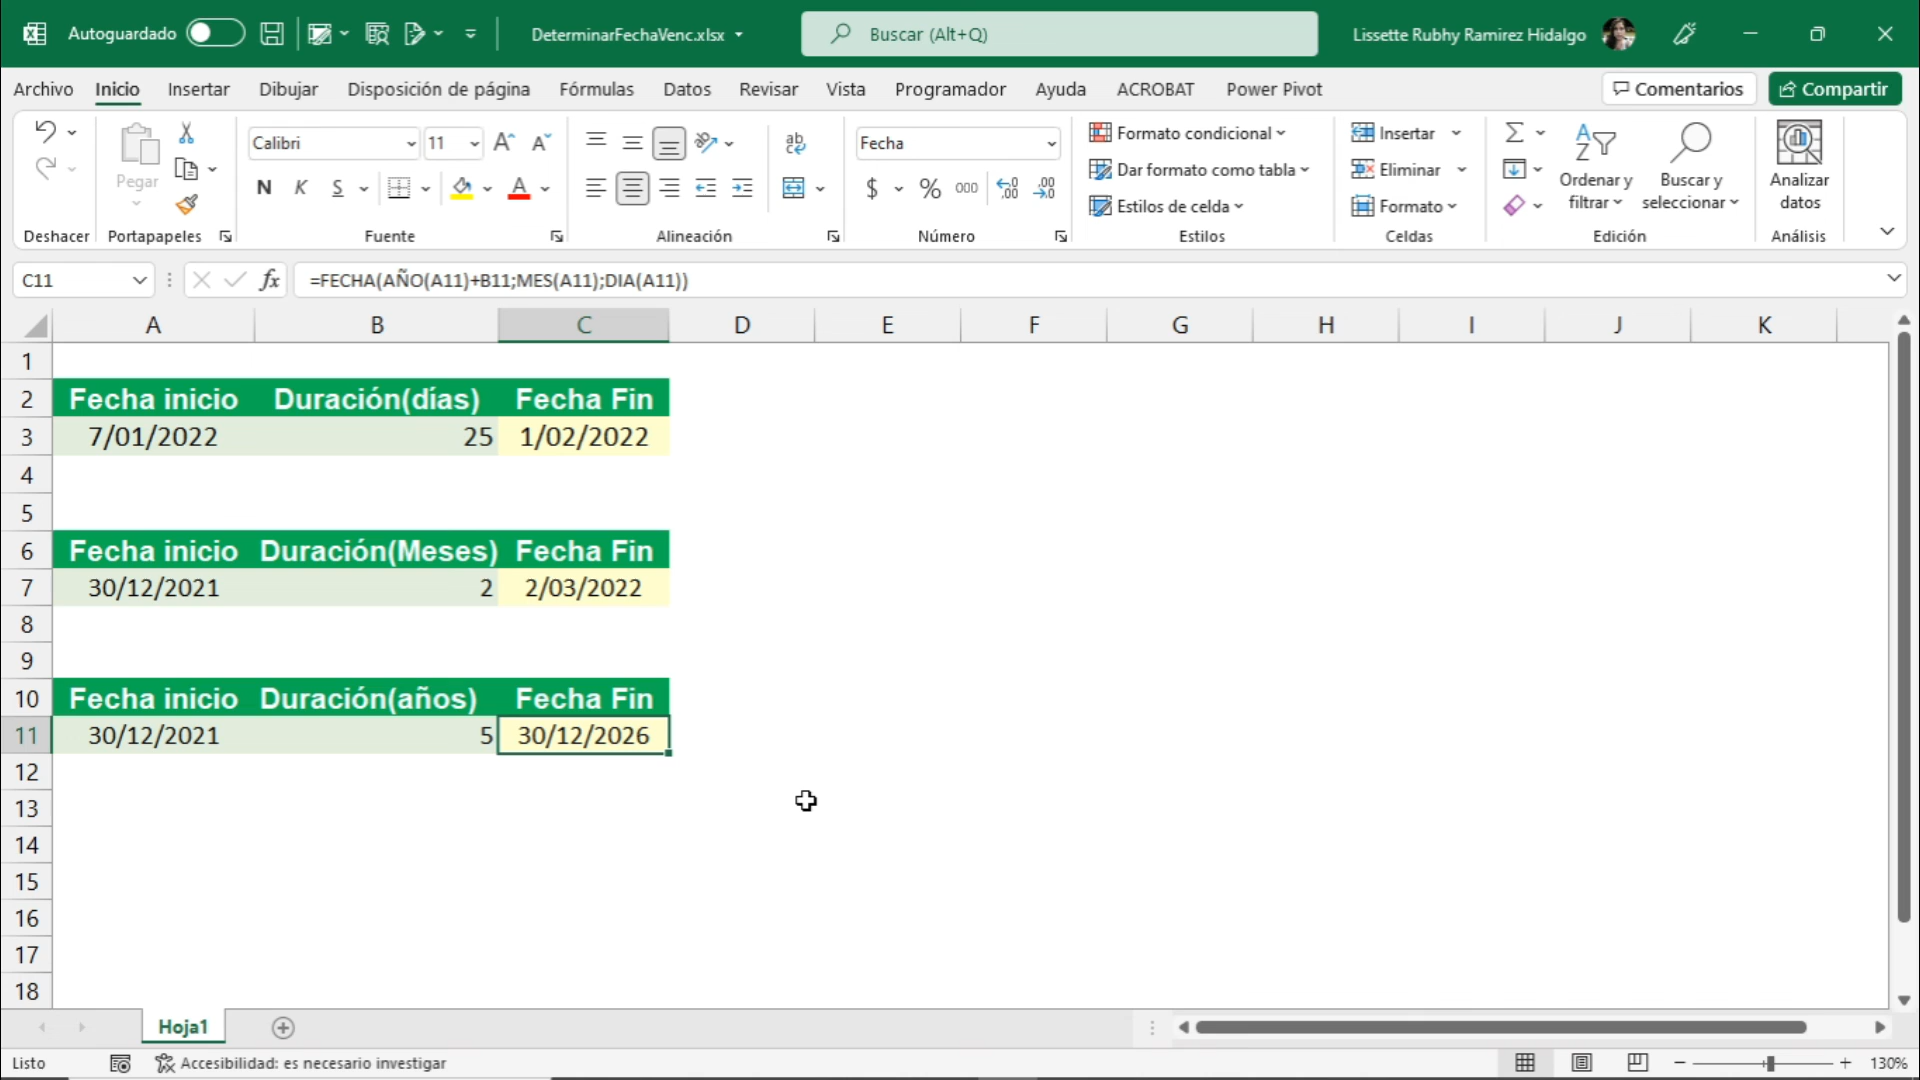 Autoguardado DeterminarFechaVenc.xlsx Buscar (Alt+Q) Lissette Rubhy Ramirez Hidalgo
Archivo Inicio Insertar Dibujar Disposición de página Fórmulas Datos Revisar Vista Programador Ayuda ACROBAT Power Pivot Comentarios Compartir
Calibri 11 Fecha Formato condicional Insertar
Pegar N K S $ % 000 Dar formato como tabla Eliminar Ordenar y filtrar Buscar y seleccionar Analizar datos
Estilos de celda Formato
Deshacer Portapapeles Fuente Alineación Número Estilos Celdas Edición Análisis
C11 fx =FECHA(AÑO(A11)+B11;MES(A11);DIA(A11))
A B C D E F G H I J K
1
2 Fecha inicio Duración(días) Fecha Fin
3 7/01/2022 25 1/02/2022
4
5
6 Fecha inicio Duración(Meses) Fecha Fin
7 30/12/2021 2 2/03/2022
8
9
10 Fecha inicio Duración(años) Fecha Fin
11 30/12/2021 5 30/12/2026
12
13
14
15
16
17
18
Hoja1
Listo Accesibilidad: es necesario investigar 130%